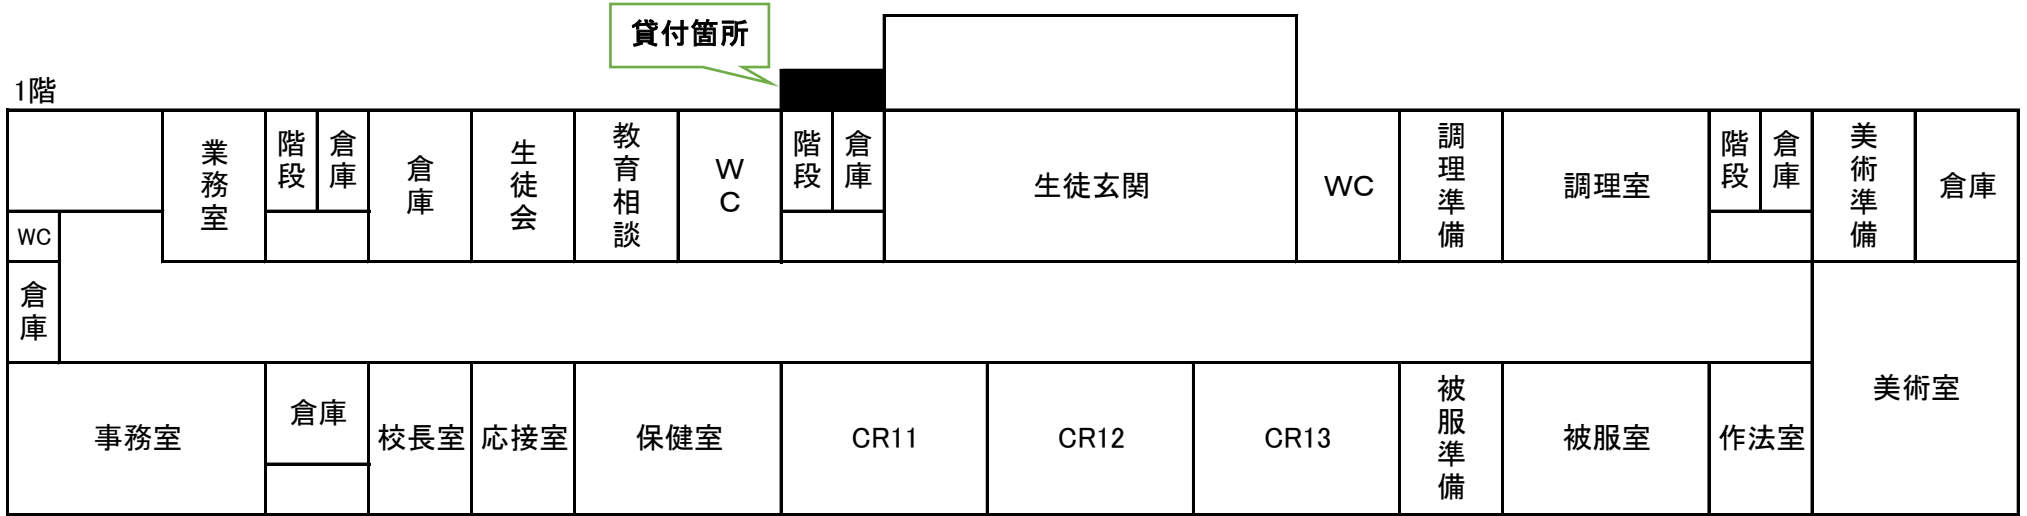 貸付箇所
1階
業務室
階段
倉庫
倉庫
生徒会
教育相談
WC
階段
倉庫
生徒玄関
WC
調理準備
調理室
階段
倉庫
美術準備
倉庫
WC
倉庫
事務室
倉庫
校長室
応接室
保健室
CR11
CR12
CR13
被服準備
被服室
作法室
美術室